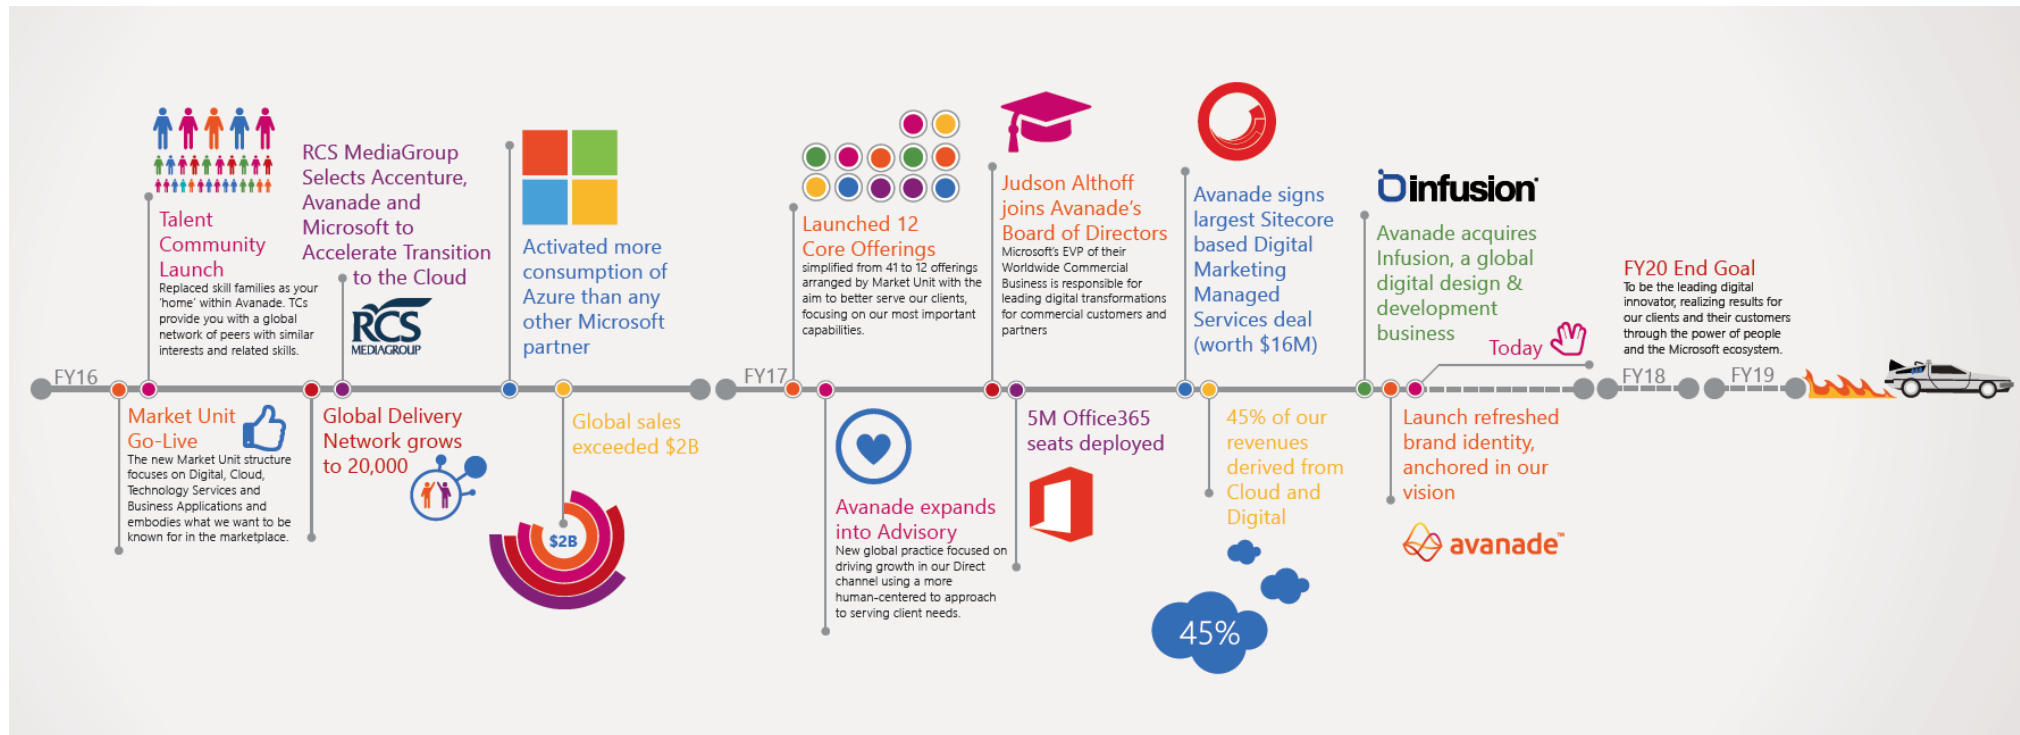 Talent
Community
Launch
Replaced skill families as your
'home' within Avanade. TCs
provide you with a global
network of peers with similar
interests and related skills.
RCS MediaGroup
Selects Accenture,
Avanade and
Microsoft to
Accelerate Transition
to the Cloud
RCS
MEDIAGROUP
Activated more
consumption of
Azure than any
other Microsoft
partner
Launched 12
Core Offerings
simplified from 41 to 12 offerings
arranged by Market Unit with the
aim to better serve our clients,
focusing on our most important
capabilities.
Judson Althoff
joins Avanade's
Board of Directors
Microsoft's EVP of their
Worldwide Commercial
Business is responsible for
leading digital transformations
for commercial customers and
partners
Avanade signs
largest Sitecore
based Digital
Marketing
Managed
Services deal
(worth $16M)
infusion
Avanade acquires
Infusion, a global
digital design &
development
business
Today
FY20 End Goal
To be the leading digital
innovator, realizing results for
our clients and their customers
through the power of people
and the Microsoft ecosystem.
FY16
FY17
FY18
FY19
Market Unit
Go-Live
The new Market Unit structure
focuses on Digital, Cloud,
Technology Services and
Business Applications and
embodies what we want to be
known for in the marketplace.
Global Delivery
Network grows
to 20,000
Global sales
exceeded $2B
$2B
Avanade expands
into Advisory
New global practice focused on
driving growth in our Direct
channel using a more
human-centered to approach
to serving client needs.
5M Office365
seats deployed
45% of our
revenues
derived from
Cloud and
Digital
45%
Launch refreshed
brand identity,
anchored in our
vision
avanade™